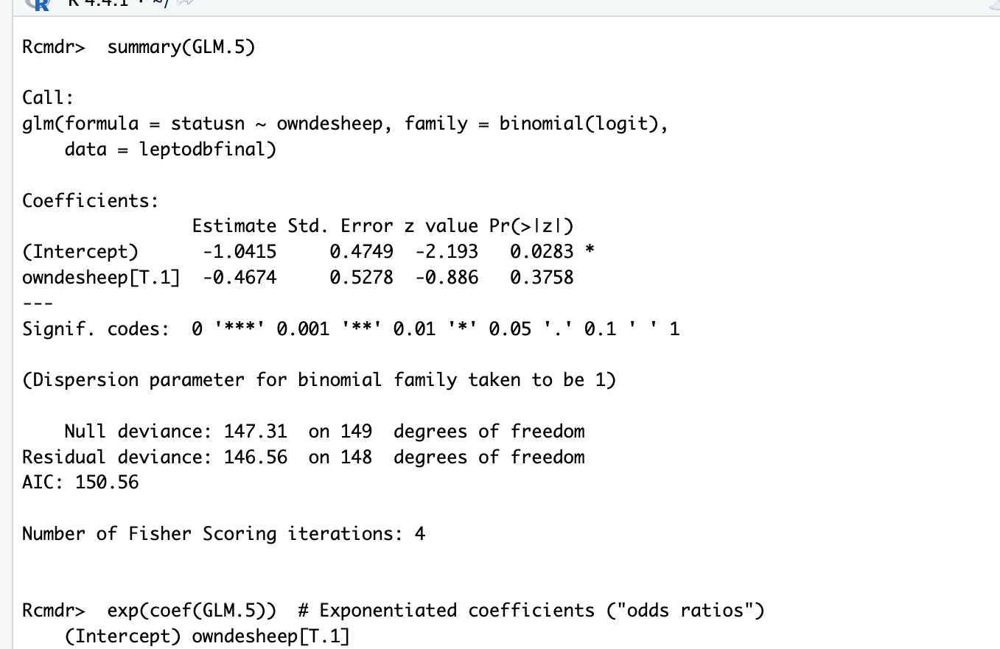 R 4.4.1 · ~/
Rcmdr>  summary(GLM.5)
Call:
glm(formula = statusn ~ owndesheep, family = binomial(logit),
    data = leptodbfinal)
Coefficients:
                Estimate Std. Error z value Pr(>|z|)
(Intercept)      -1.0415     0.4749  -2.193   0.0283 *
owndesheep[T.1]  -0.4674     0.5278  -0.886   0.3758
---
Signif. codes:  0 '***' 0.001 '**' 0.01 '*' 0.05 '.' 0.1 ' ' 1
(Dispersion parameter for binomial family taken to be 1)
    Null deviance: 147.31  on 149  degrees of freedom
Residual deviance: 146.56  on 148  degrees of freedom
AIC: 150.56
Number of Fisher Scoring iterations: 4
Rcmdr>  exp(coef(GLM.5))  # Exponentiated coefficients ("odds ratios")
    (Intercept) owndesheep[T.1]